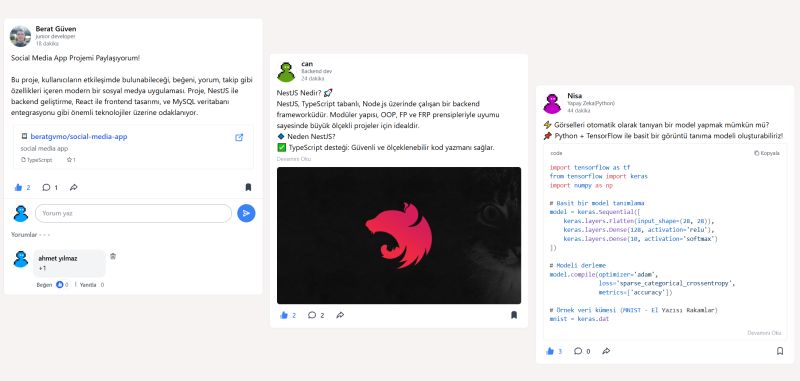 Berat Güven
junior developer
18 dakika
Social Media App Projemi Paylaşıyorum!
Bu proje, kullanıcıların etkileşimde bulunabileceği, beğeni, yorum, takip gibi
özellikleri içeren modern bir sosyal medya uygulaması. Proje, NestJS ile
backend geliştirme, React ile frontend tasarımı, ve MySQL veritabanı
entegrasyonu gibi önemli teknolojiler üzerine odaklanıyor.
beratgvmo/social-media-app
social media app
TypeScript 1
2 1
Yorum yaz
Yorumlar - - -
ahmet yılmaz
+1
Beğeri 0 | Yanıtla 0
can
Backend dev
24 dakika
NestJS Nedir? 🚀
NestJS, TypeScript tabanlı, Node.js üzerinde çalışan bir backend
frameworküdür. Modüler yapısı, OOP, FP ve FRP prensipleriyle uyumu
sayesinde büyük ölçekli projeler için idealdir.
🔹 Neden NestJS?
✅ TypeScript desteği: Güvenli ve ölçeklenebilir kod yazmanı sağlar.
Devamını Oku
2 2
Nisa
Yapay Zeka(Python)
44 dakika
⚡ Görselleri otomatik olarak tanıyan bir model yapmak mümkün mü?
📌 Python + TensorFlow ile basit bir görüntü tanıma modeli oluşturabiliriz!
code Kopyala
import tensorflow as tf
from tensorflow import keras
import numpy as np
# Basit bir model tanımlama
model = keras.Sequential([
keras.layers.Flatten(input_shape=(28, 28)),
keras.layers.Dense(128, activation='relu'),
keras.layers.Dense(10, activation='softmax')
])
# Modeli derleme
model.compile(optimizer='adam',
loss='sparse_categorical_crossentropy',
metrics=['accuracy'])
# Örnek veri kümesi (MNIST - El Yazısı Rakamlar)
mnist = keras.dat
Devamını Oku
3 0